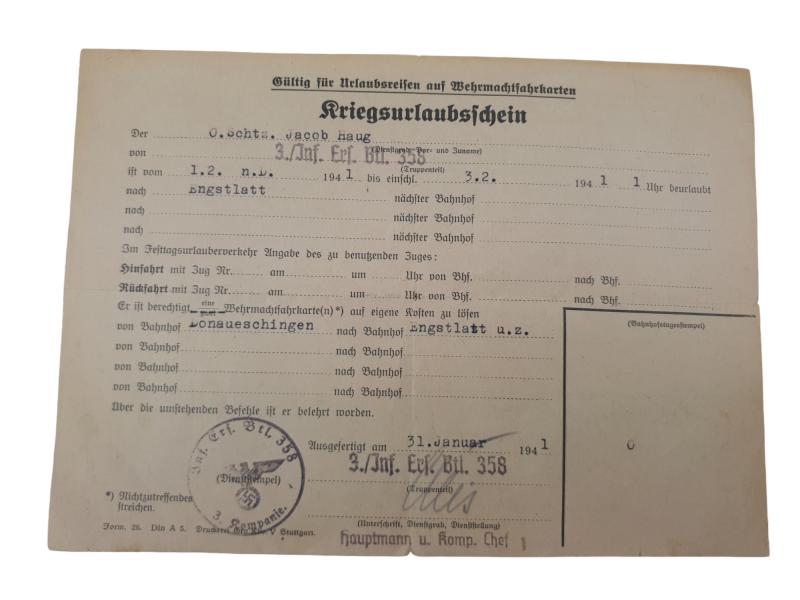 Gültig für Urlaubsreisen auf Wehrmachtfahrkarten
Kriegsurlaubsschein
Der O.Schtz. Jacob Haug
(Dienstgrad, Vor- und Zuname)
von 3./Inf. Ers. Btl. 358
(Truppenteil)
ist vom 1.2. n.D. 1941 bis einschl. 3.2. 1941 1 Uhr beurlaubt
nach Engstlatt nächster Bahnhof
nach nächster Bahnhof
nach nächster Bahnhof
Im Festtagsurlauberverkehr Angabe des zu benutzenden Zuges:
Hinfahrt mit Zug Nr. am um Uhr von Bhf. nach Bhf.
Rückfahrt mit Zug Nr. am um Uhr von Bhf. nach Bhf.
Er ist berechtigt eine Wehrmachtfahrkarte(n)*) auf eigene Kosten zu lösen
von Bahnhof Donaueschingen nach Bahnhof Engstlatt u.z.
(Bahnhofstagesstempel)
von Bahnhof nach Bahnhof
von Bahnhof nach Bahnhof
von Bahnhof nach Bahnhof
Über die umstehenden Befehle ist er belehrt worden.
Ausgefertigt am 31.Januar 1941
Inf. Ers. Btl. 358
3. Kompanie.
(Dienststempel)
3./Inf. Ers. Btl. 358
(Truppenteil)
*) Nichtzutreffendes
streichen.
(Unterschrift, Dienstgrad, Dienststellung)
Hauptmann u. Komp. Chef
Form. 26. Din A 5. Druckerei V Stuttgart.